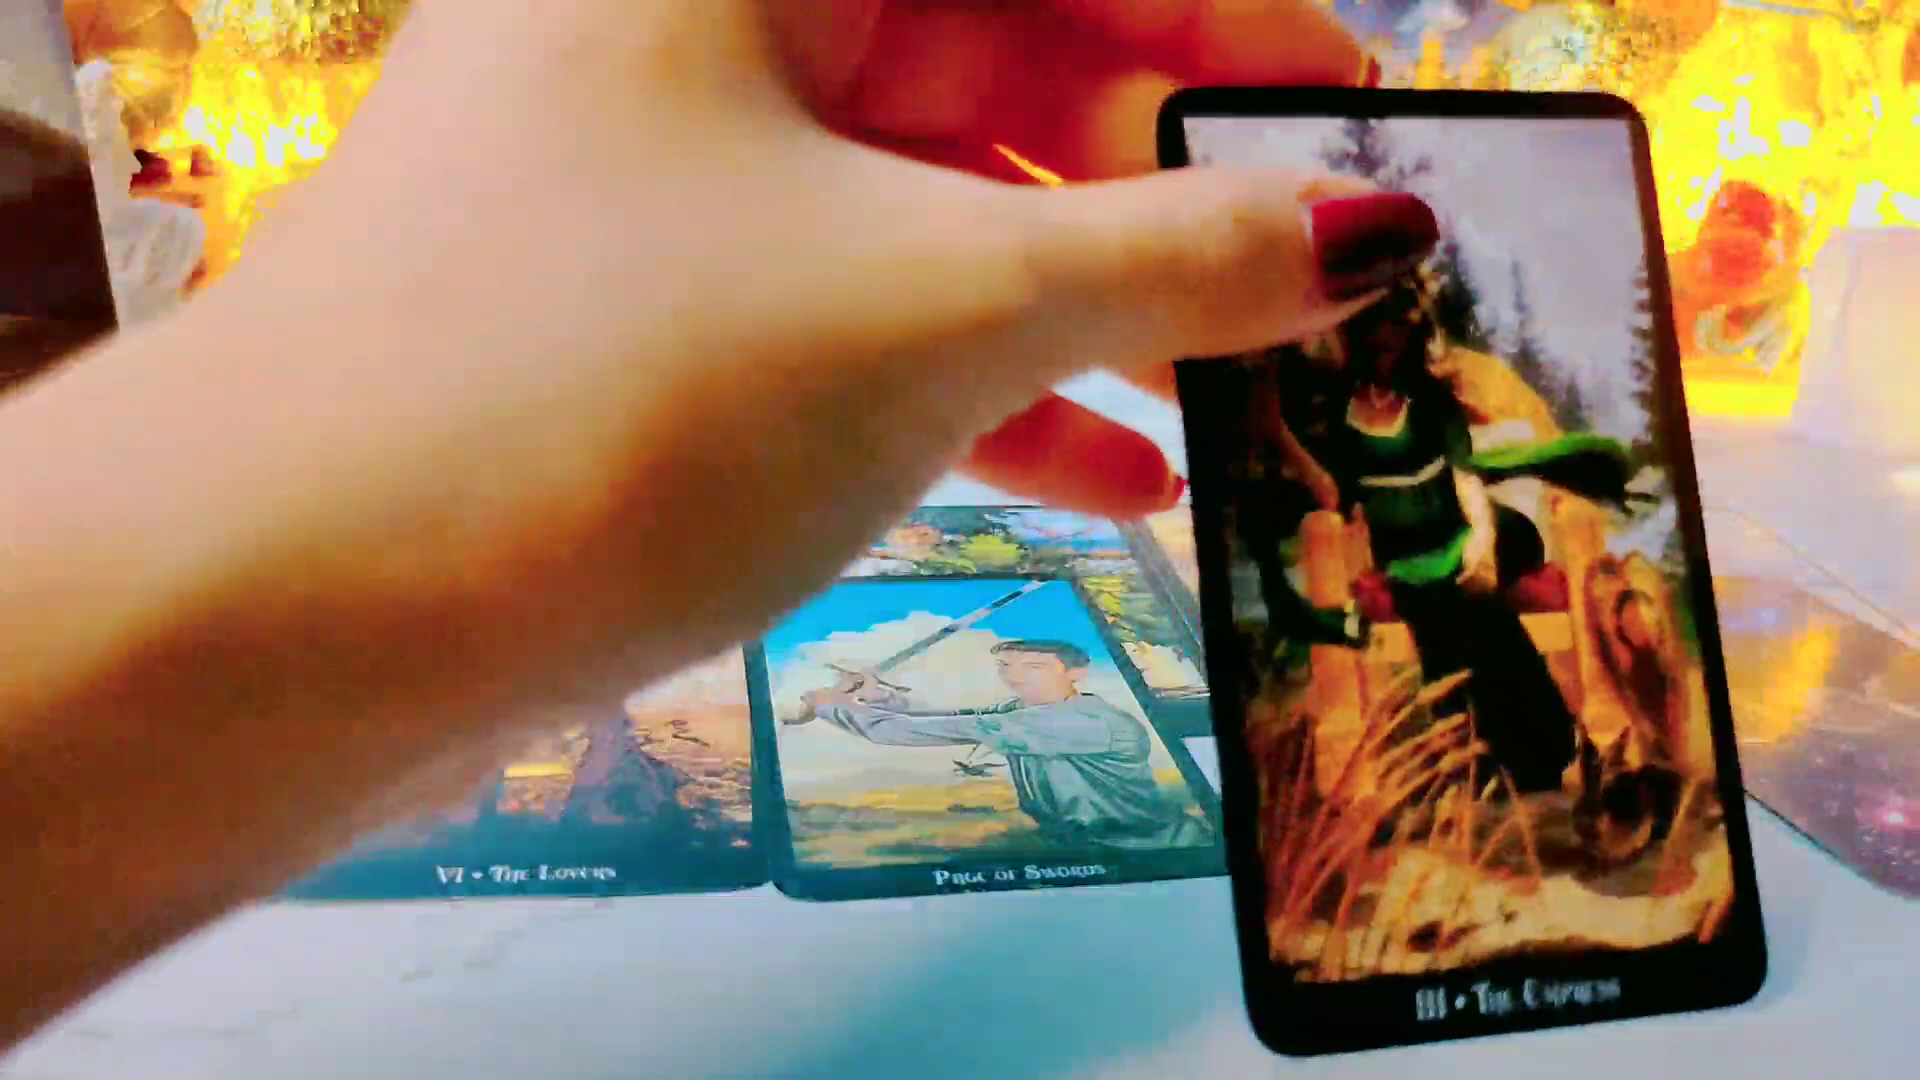 VI • The Lovers
Page of Swords
III • The Empress